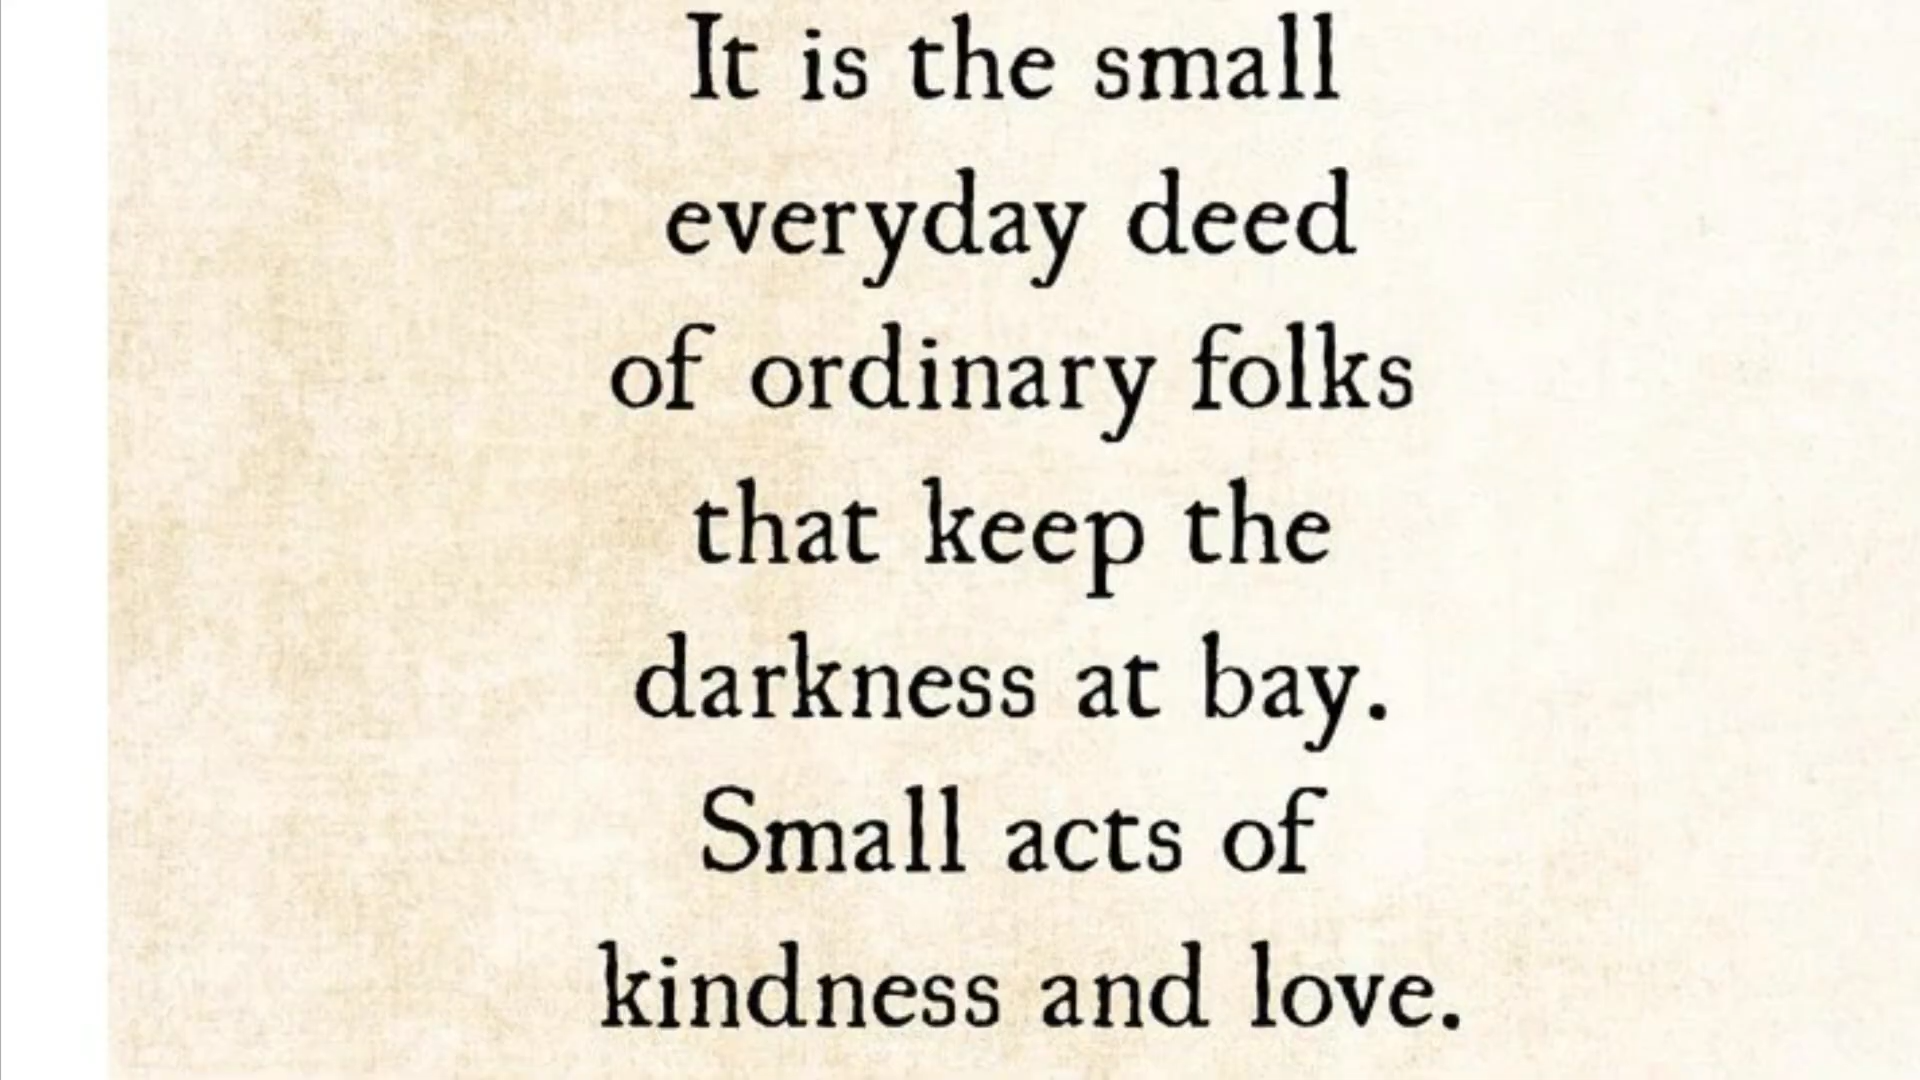 It is the small
everyday deed
of ordinary folks
that keep the
darkness at bay.
Small acts of
kindness and love.